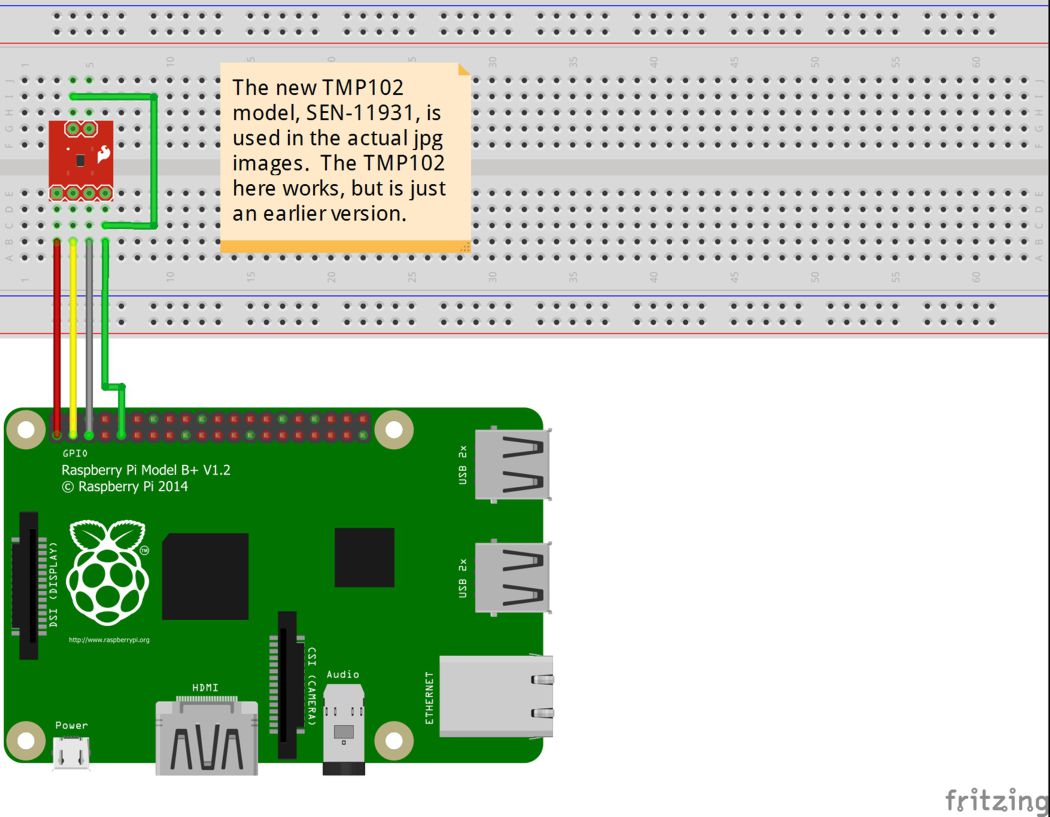 1 5 10 15 20 25 30 35 40 45 50 55 60
J J
I I
H H
G G
F F
The new TMP102
model, SEN-11931, is
used in the actual jpg
images. The TMP102
here works, but is just
an earlier version.
E E
D D
C C
B B
A A
1 5 10 15 20 25 30 35 40 45 50 55 60
GPIO
Raspberry Pi Model B+ V1.2
© Raspberry Pi 2014
USB 2x
DSI (DISPLAY)
TM
USB 2x
http://www.raspberrypi.org
CSI (CAMERA)
Audio
HDMI
ETHERNET
Power
fritzing